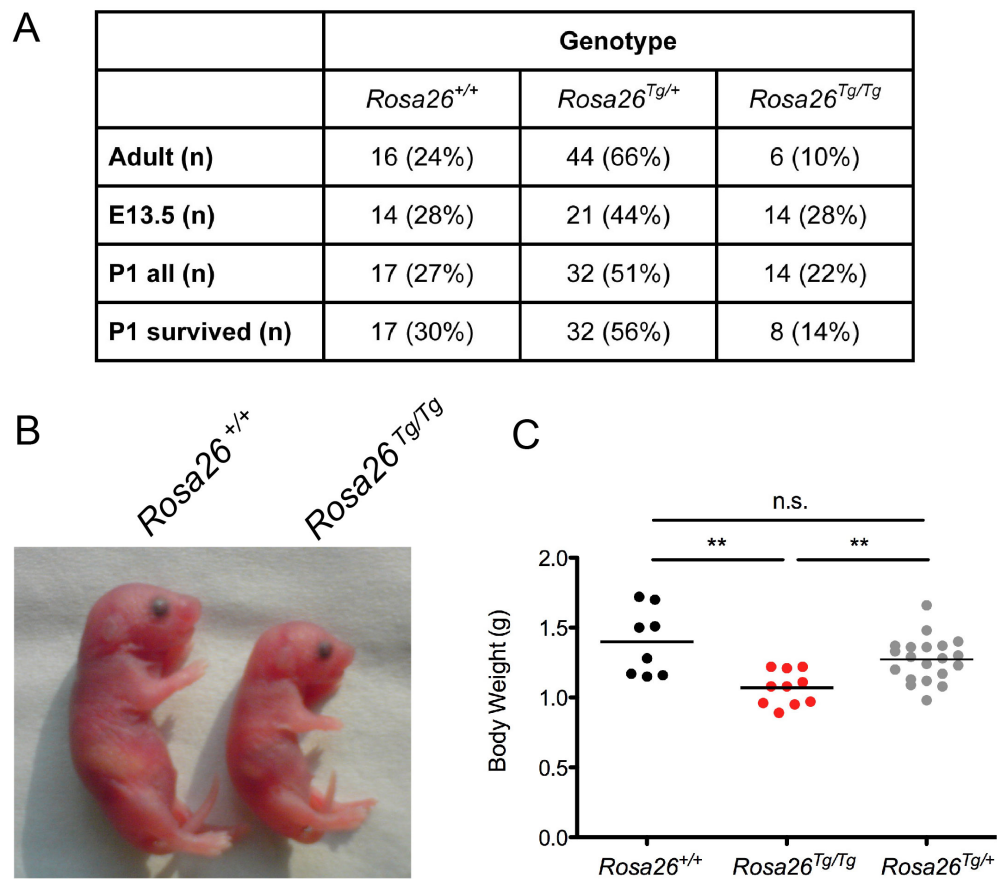 A
Genotype
Rosa26+/+ Rosa26Tg/+ Rosa26Tg/Tg
Adult (n) 16 (24%) 44 (66%) 6 (10%)
E13.5 (n) 14 (28%) 21 (44%) 14 (28%)
P1 all (n) 17 (27%) 32 (51%) 14 (22%)
P1 survived (n) 17 (30%) 32 (56%) 8 (14%)
B
Rosa26+/+ Rosa26Tg/Tg
C
n.s.
** **
2.0
1.5
1.0
0.5
0.0
Body Weight (g)
Rosa26+/+ Rosa26Tg/Tg Rosa26Tg/+